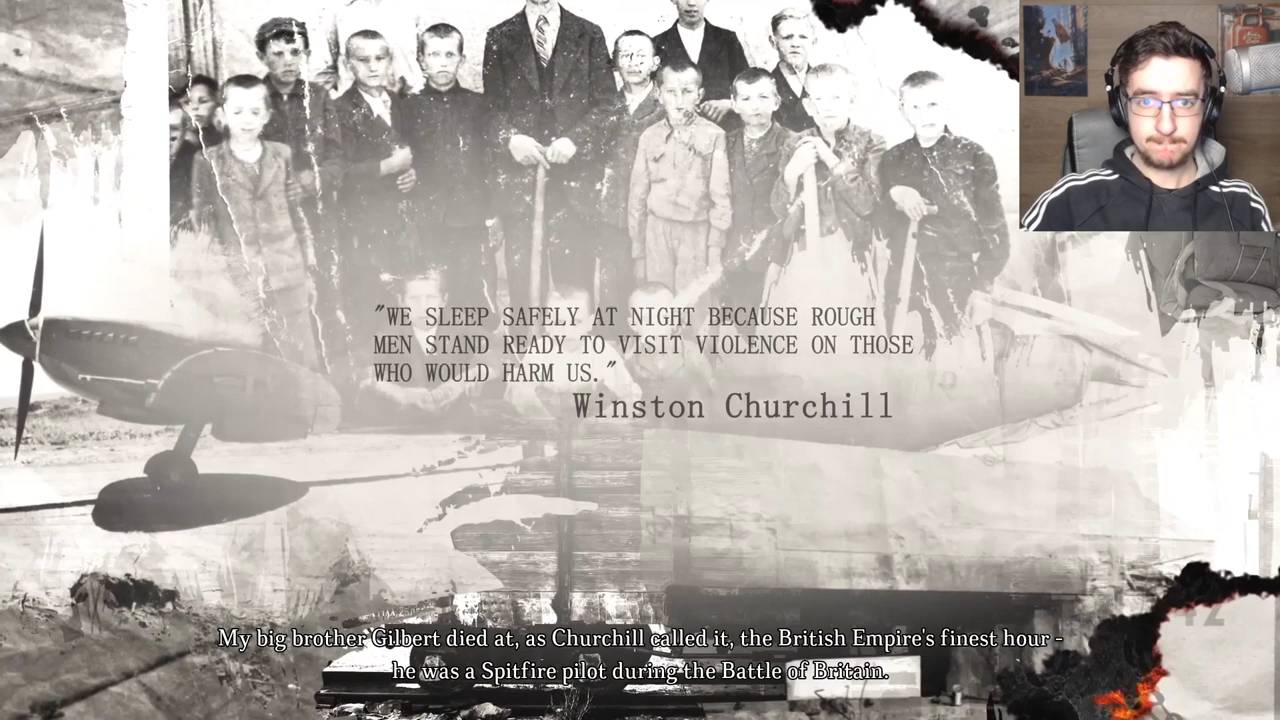 "WE SLEEP SAFELY AT NIGHT BECAUSE ROUGH
MEN STAND READY TO VISIT VIOLENCE ON THOSE
WHO WOULD HARM US."
Winston Churchill
My big brother Gilbert died at, as Churchill called it, the British Empire's finest hour -
he was a Spitfire pilot during the Battle of Britain.